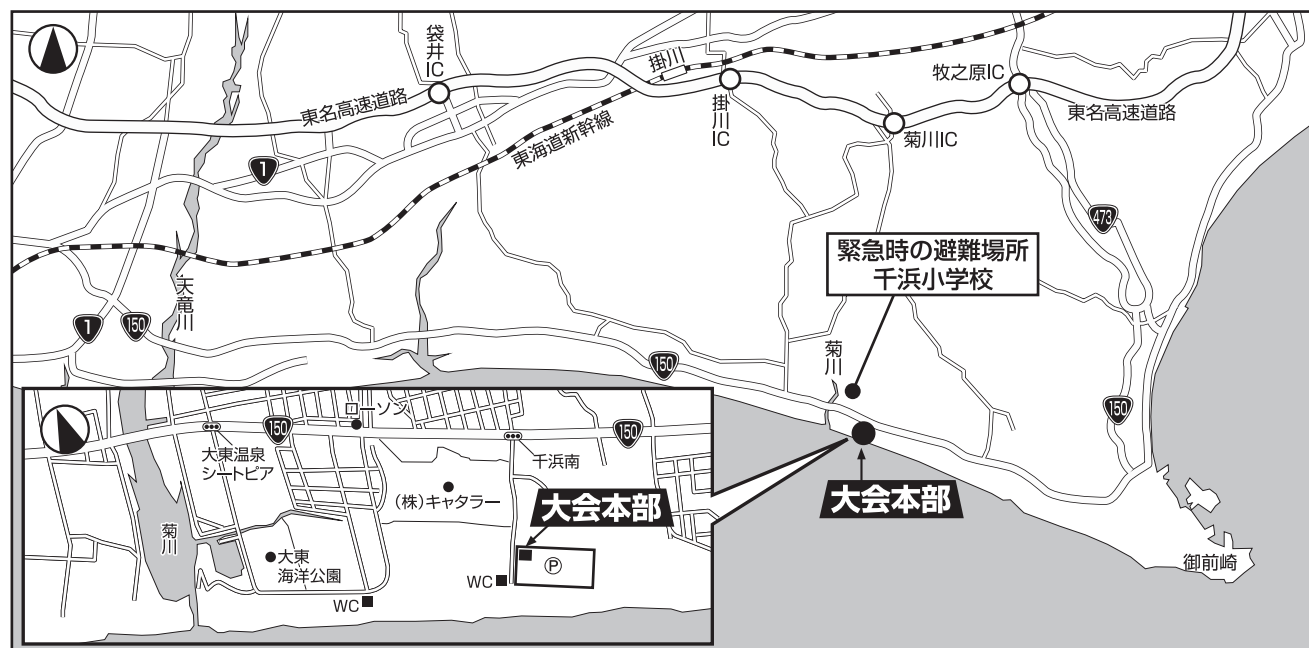 袋井IC
掛川
牧之原IC
東名高速道路
掛川IC
菊川IC
東名高速道路
東海道新幹線
1
473
緊急時の避難場所
千浜小学校
天竜川
1
150
150
菊川
150
大会本部
御前崎
ローソン
150
150
大東温泉
シートピア
千浜南
(株)キャタラー
大会本部
菊川
大東
海洋公園
P
WC
WC